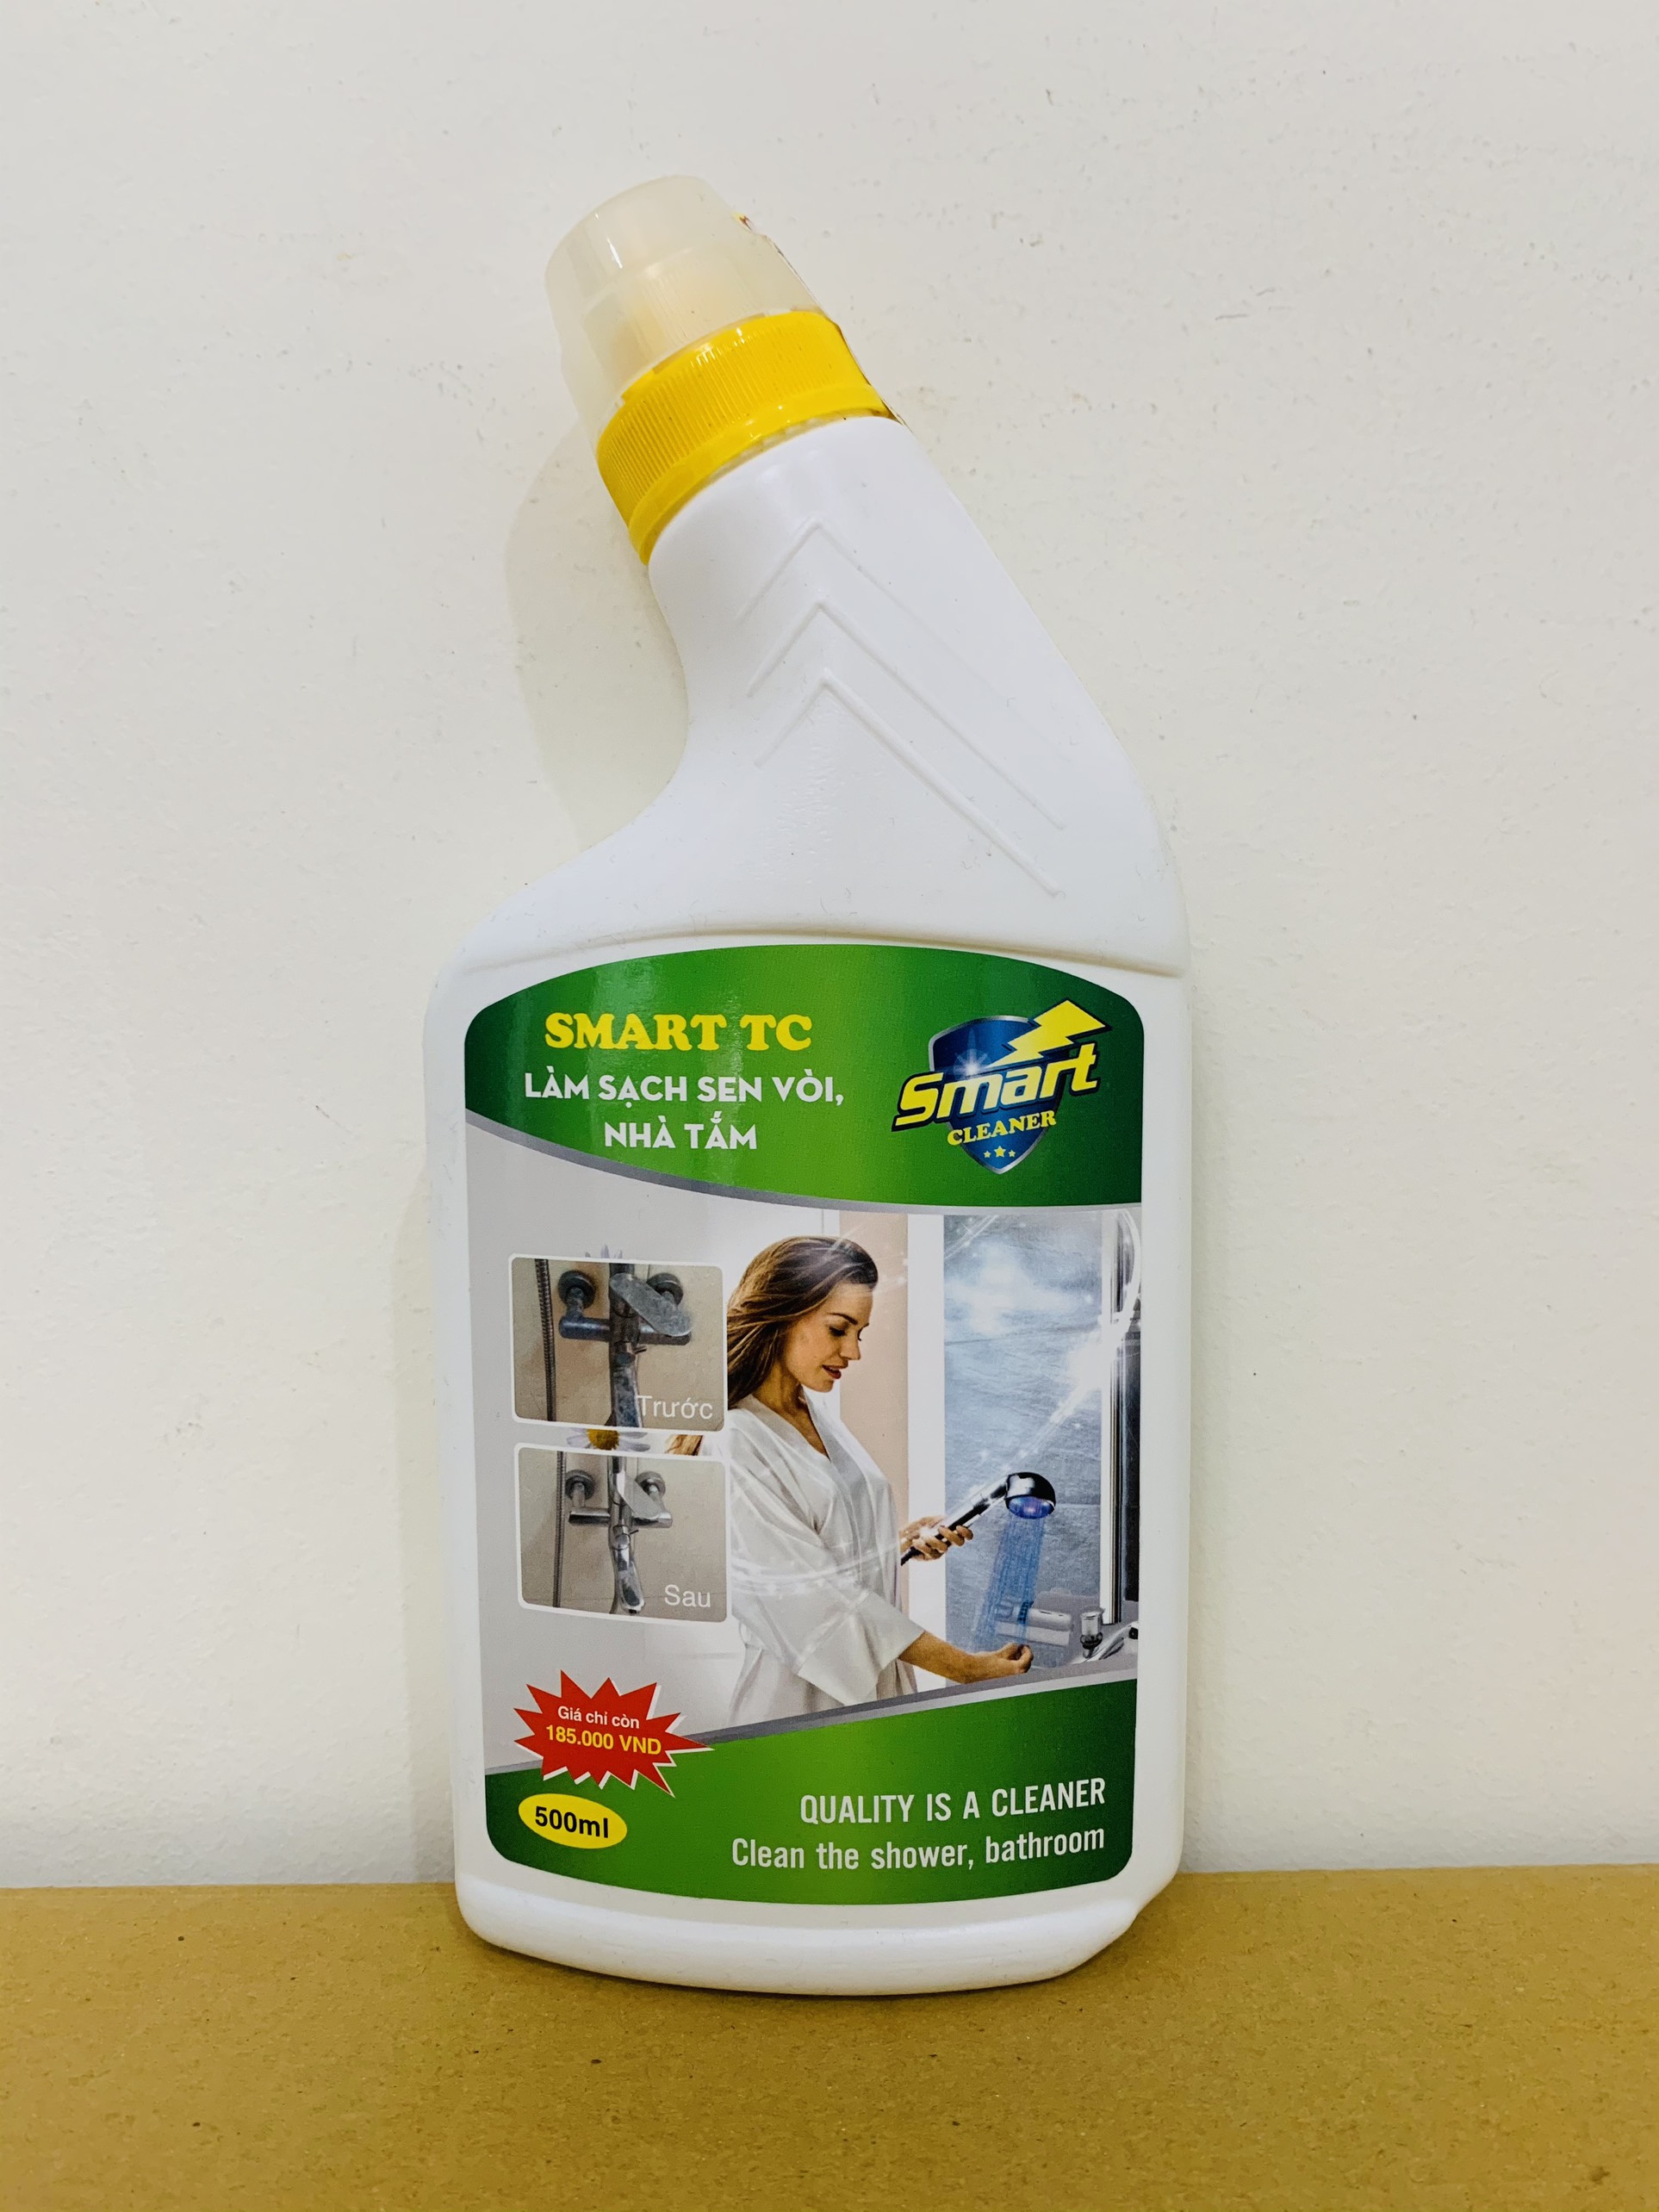 SMART TC
LÀM SẠCH SEN VÒI,
NHÀ TẮM
Smart
CLEANER
Trước
Sau
Giá chỉ còn
185.000 VND
500ml
QUALITY IS A CLEANER
Clean the shower, bathroom